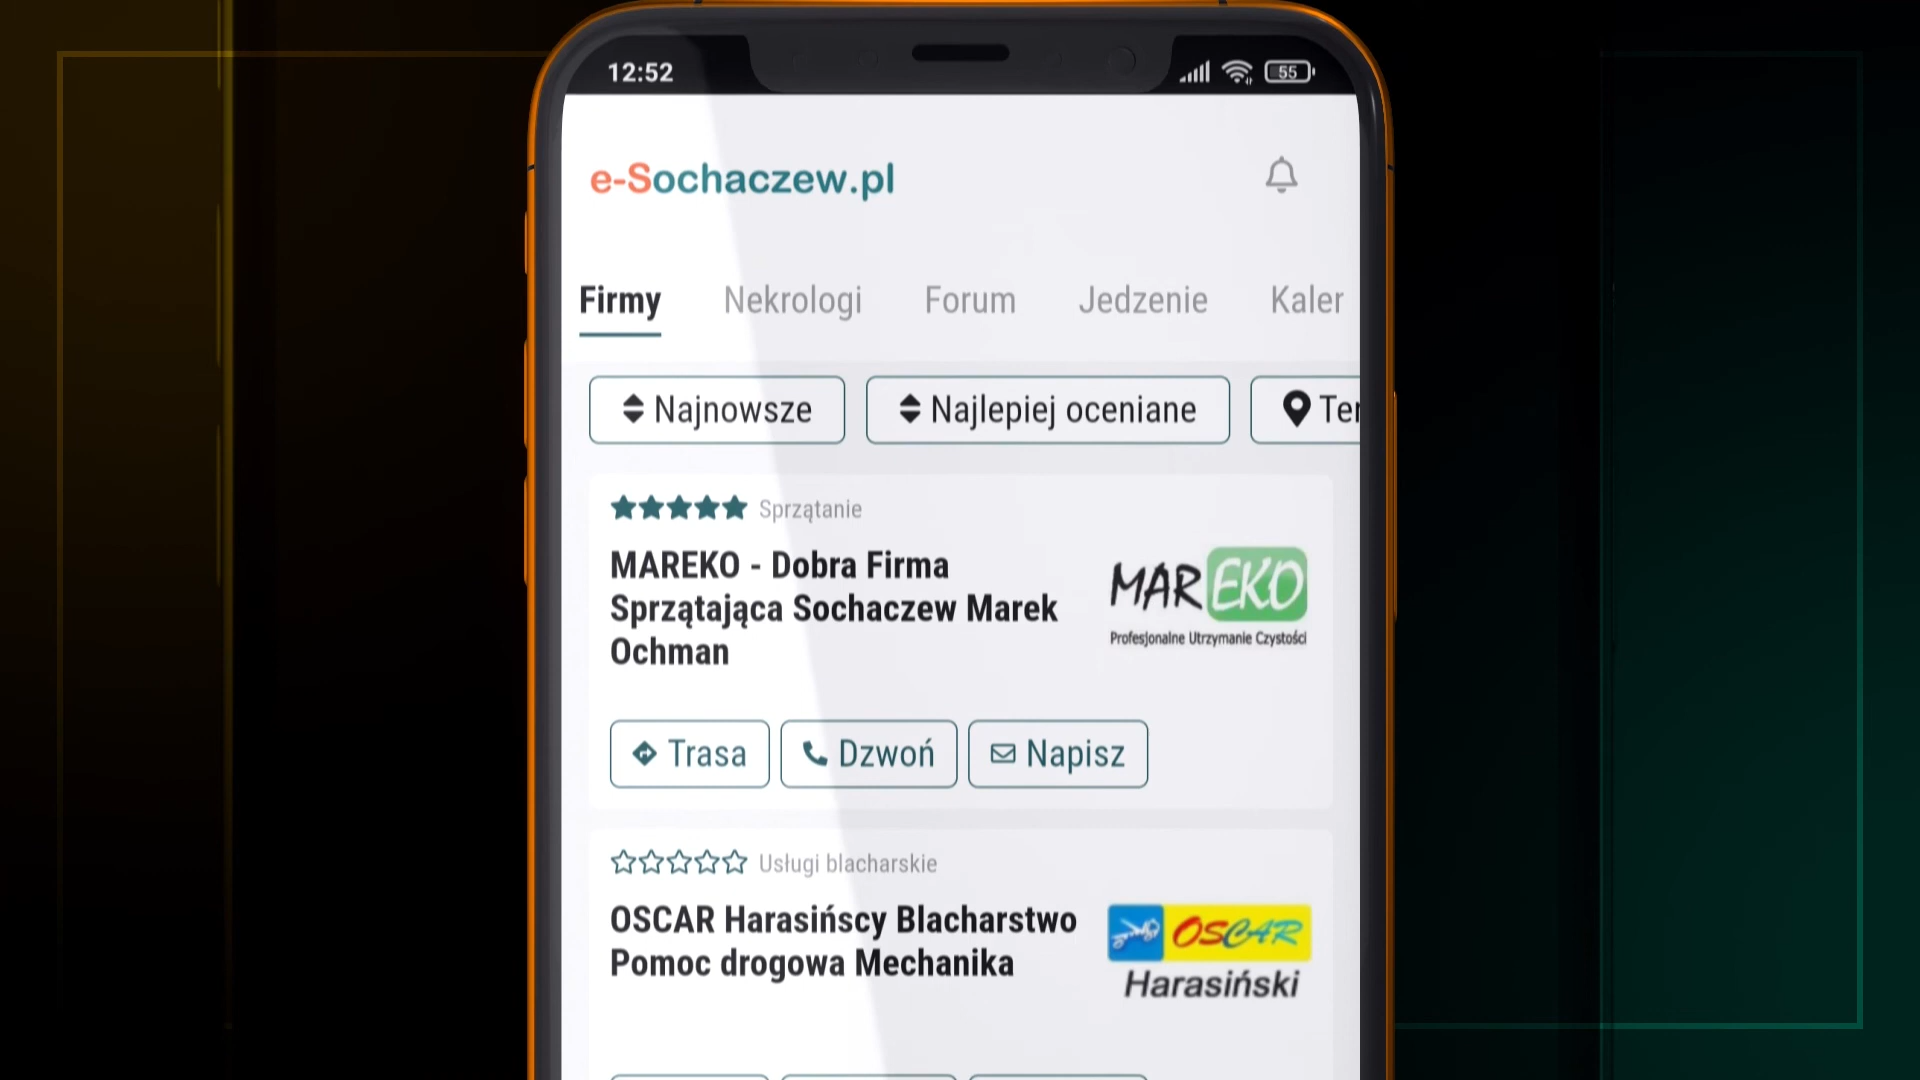 12:52
55
e-Sochaczew.pl
Firmy Nekrologi Forum Jedzenie Kaler
Najnowsze Najlepiej oceniane Ter
Sprzątanie
MAREKO - Dobra Firma
Sprzątająca Sochaczew Marek
Ochman
MAREKO
Profesjonalne Utrzymanie Czystości
Trasa Dzwoń Napisz
Usługi blacharskie
OSCAR Harasińscy Blacharstwo
Pomoc drogowa Mechanika
OSCAR
Harasiński